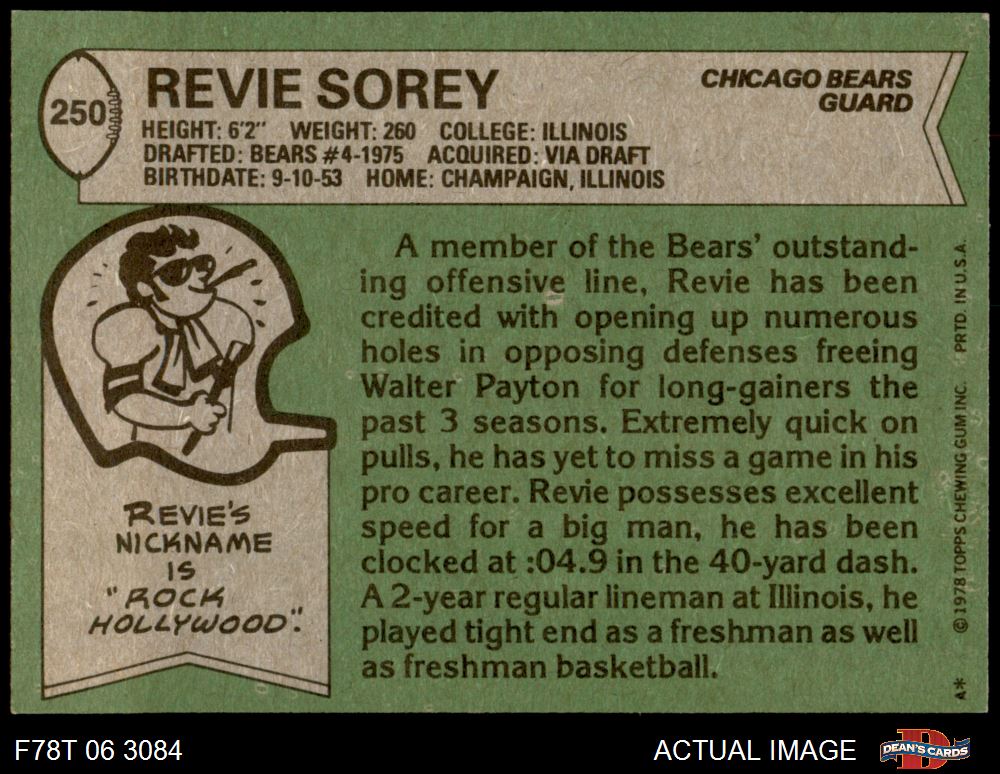 250
REVIE SOREY
CHICAGO BEARS
GUARD
HEIGHT: 6'2" WEIGHT: 260 COLLEGE: ILLINOIS
DRAFTED: BEARS #4-1975 ACQUIRED: VIA DRAFT
BIRTHDATE: 9-10-53 HOME: CHAMPAIGN, ILLINOIS
A member of the Bears' outstand-
ing offensive line, Revie has been
credited with opening up numerous
holes in opposing defenses freeing
Walter Payton for long-gainers the
past 3 seasons. Extremely quick on
pulls, he has yet to miss a game in his
pro career. Revie possesses excellent
speed for a big man, he has been
clocked at :04.9 in the 40-yard dash.
A 2-year regular lineman at Illinois, he
played tight end as a freshman as well
as freshman basketball.
REVIE'S
NICKNAME
IS
"ROCK
HOLLYWOOD".
A* © 1978 TOPPS CHEWING GUM INC. PRTD. IN U.S.A.
F78T 06 3084
ACTUAL IMAGE
DEAN'S CARDS